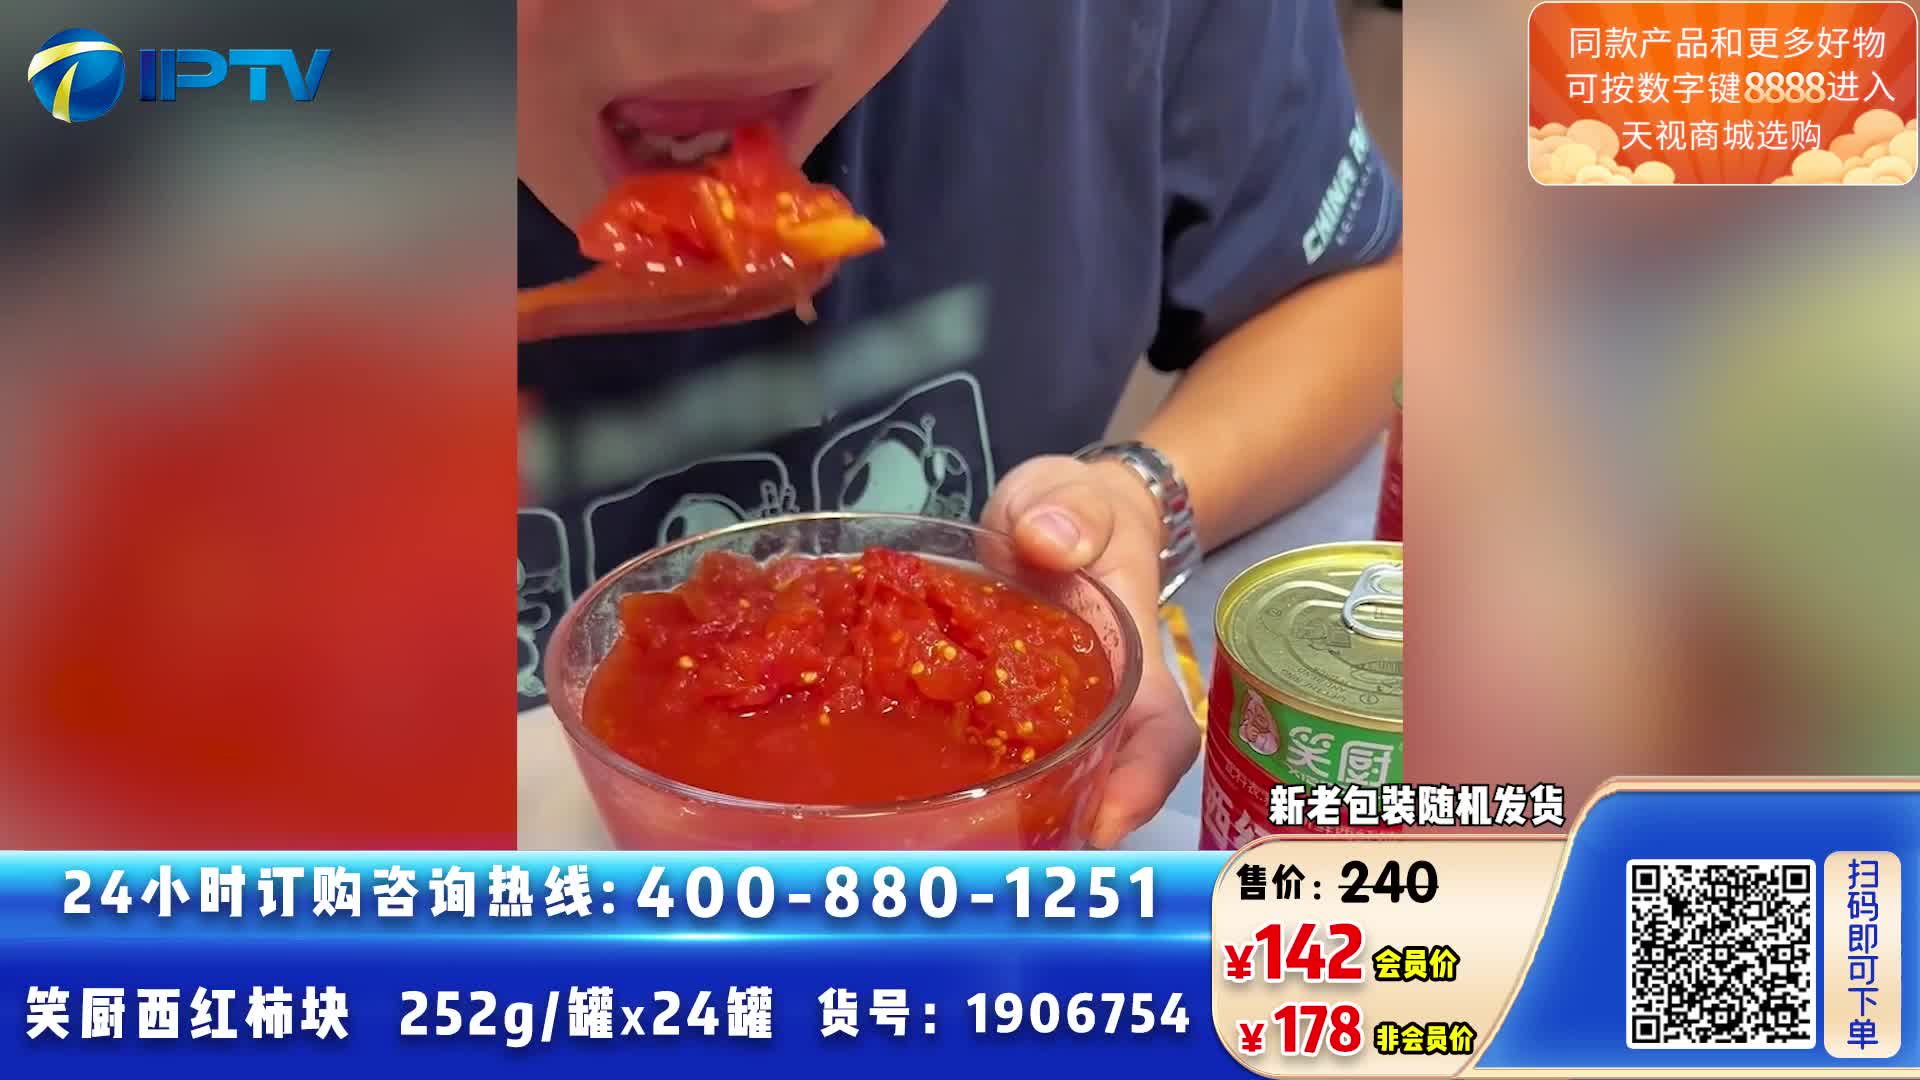 IPTV
同款产品和更多好物
可按数字键8888进入
天视商城选购
CHINA
笑厨
西红
新老包装随机发货
24小时订购咨询热线:400-880-1251
售价:240
¥142 会员价
¥178 非会员价
笑厨西红柿块 252g/罐x24罐 货号:1906754
扫码即可下单